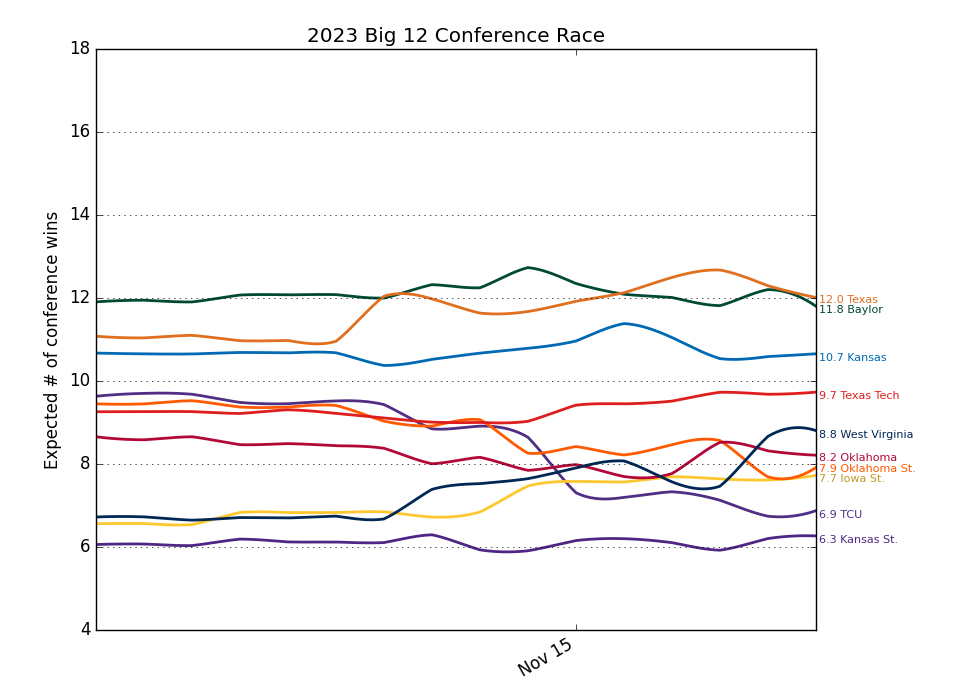 2023 Big 12 Conference Race
Expected # of conference wins
18
16
14
12
10
8
6
4
Nov 15
12.0 Texas
11.8 Baylor
10.7 Kansas
9.7 Texas Tech
8.8 West Virginia
8.2 Oklahoma
7.9 Oklahoma St.
7.7 Iowa St.
6.9 TCU
6.3 Kansas St.